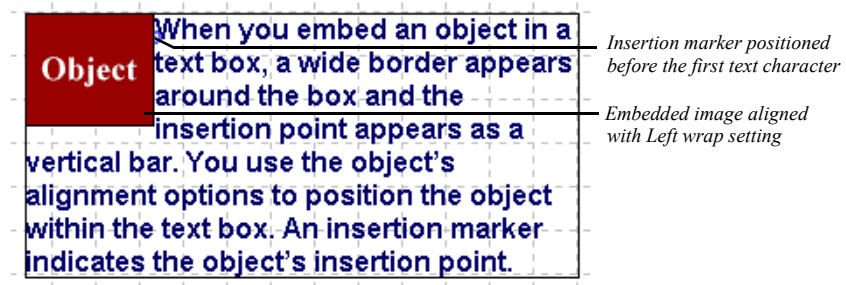 Object
When you embed an object in a
text box, a wide border appears
around the box and the
insertion point appears as a
vertical bar. You use the object’s
alignment options to position the object
within the text box. An insertion marker
indicates the object’s insertion point.
Insertion marker positioned
before the first text character
Embedded image aligned
with Left wrap setting